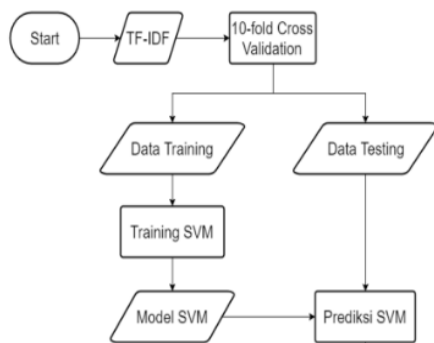 Start
TF-IDF
10-fold Cross
Validation
Data Training
Data Testing
Training SVM
Model SVM
Prediksi SVM